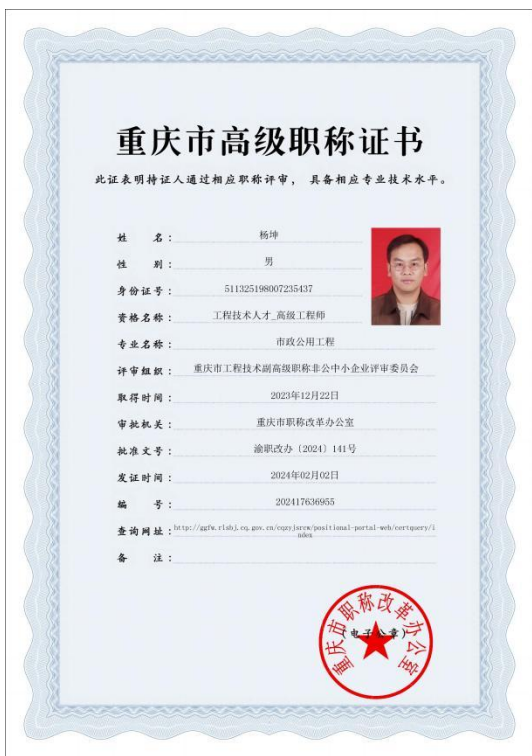 重庆市高级职称证书
此证表明持证人通过相应职称评审， 具备相应专业技术水平。
姓 名： 杨坤
性 别： 男
身份证号： 511325198007235437
资格名称： 工程技术人才_高级工程师
专业名称： 市政公用工程
评审组织： 重庆市工程技术副高级职称非公中小企业评审委员会
取得时间： 2023年12月22日
审批机关： 重庆市职称改革办公室
批准文号： 渝职改办〔2024〕141号
发证时间： 2024年02月02日
编 号： 202417636955
查询网址： http://ggfw.rlsbj.cq.gov.cn/cqzyjsrcw/positional-portal-web/certquery/i
ndex
备 注：
重庆市职称改革办公室
（电子公章）